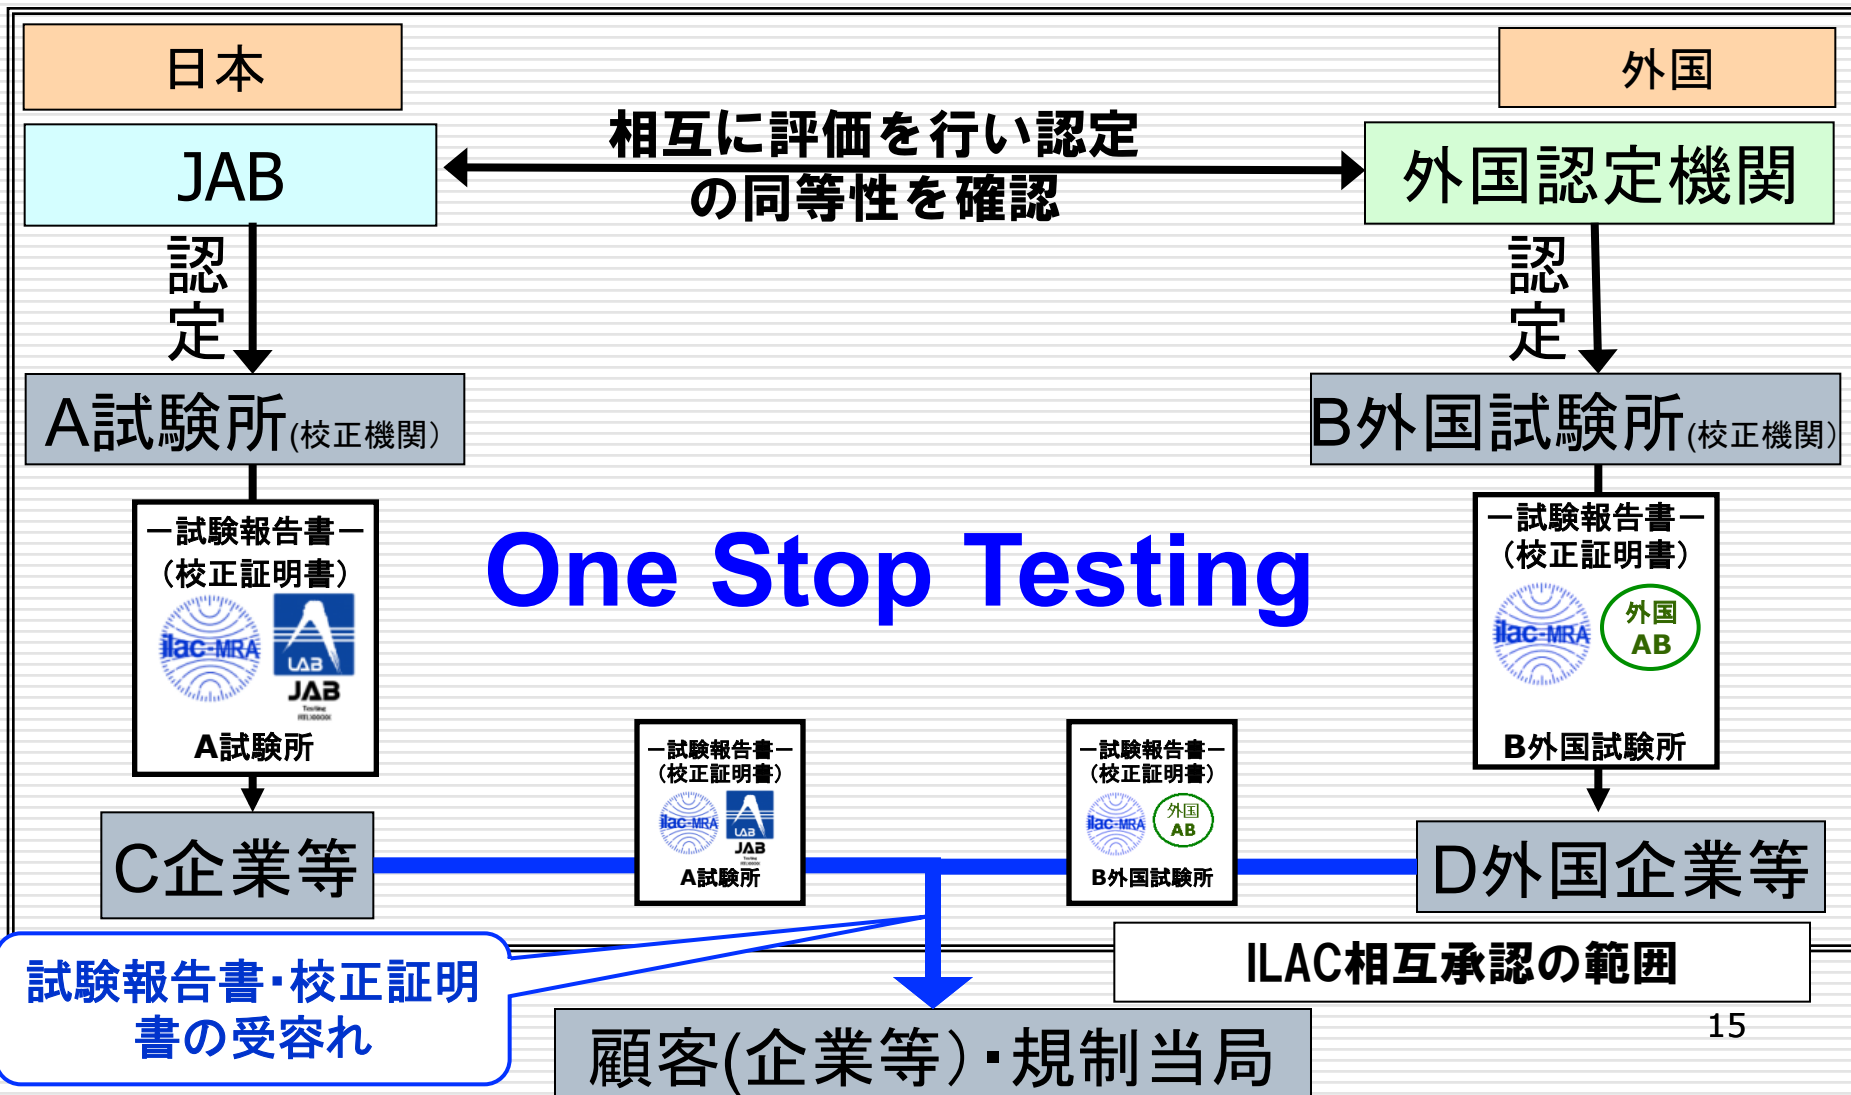 日本
外国
JAB
相互に評価を行い認定
の同等性を確認
外国認定機関
認定
認定
A試験所(校正機関)
B外国試験所(校正機関)
－試験報告書－
（校正証明書）
ilac-MRA
LAB
JAB
Testing
A試験所
One Stop Testing
－試験報告書－
（校正証明書）
ilac-MRA
外国
AB
B外国試験所
－試験報告書－
（校正証明書）
ilac-MRA
LAB
JAB
Testing
A試験所
－試験報告書－
（校正証明書）
ilac-MRA
外国
AB
B外国試験所
C企業等
D外国企業等
ILAC相互承認の範囲
試験報告書・校正証明
書の受容れ
顧客(企業等)・規制当局
15